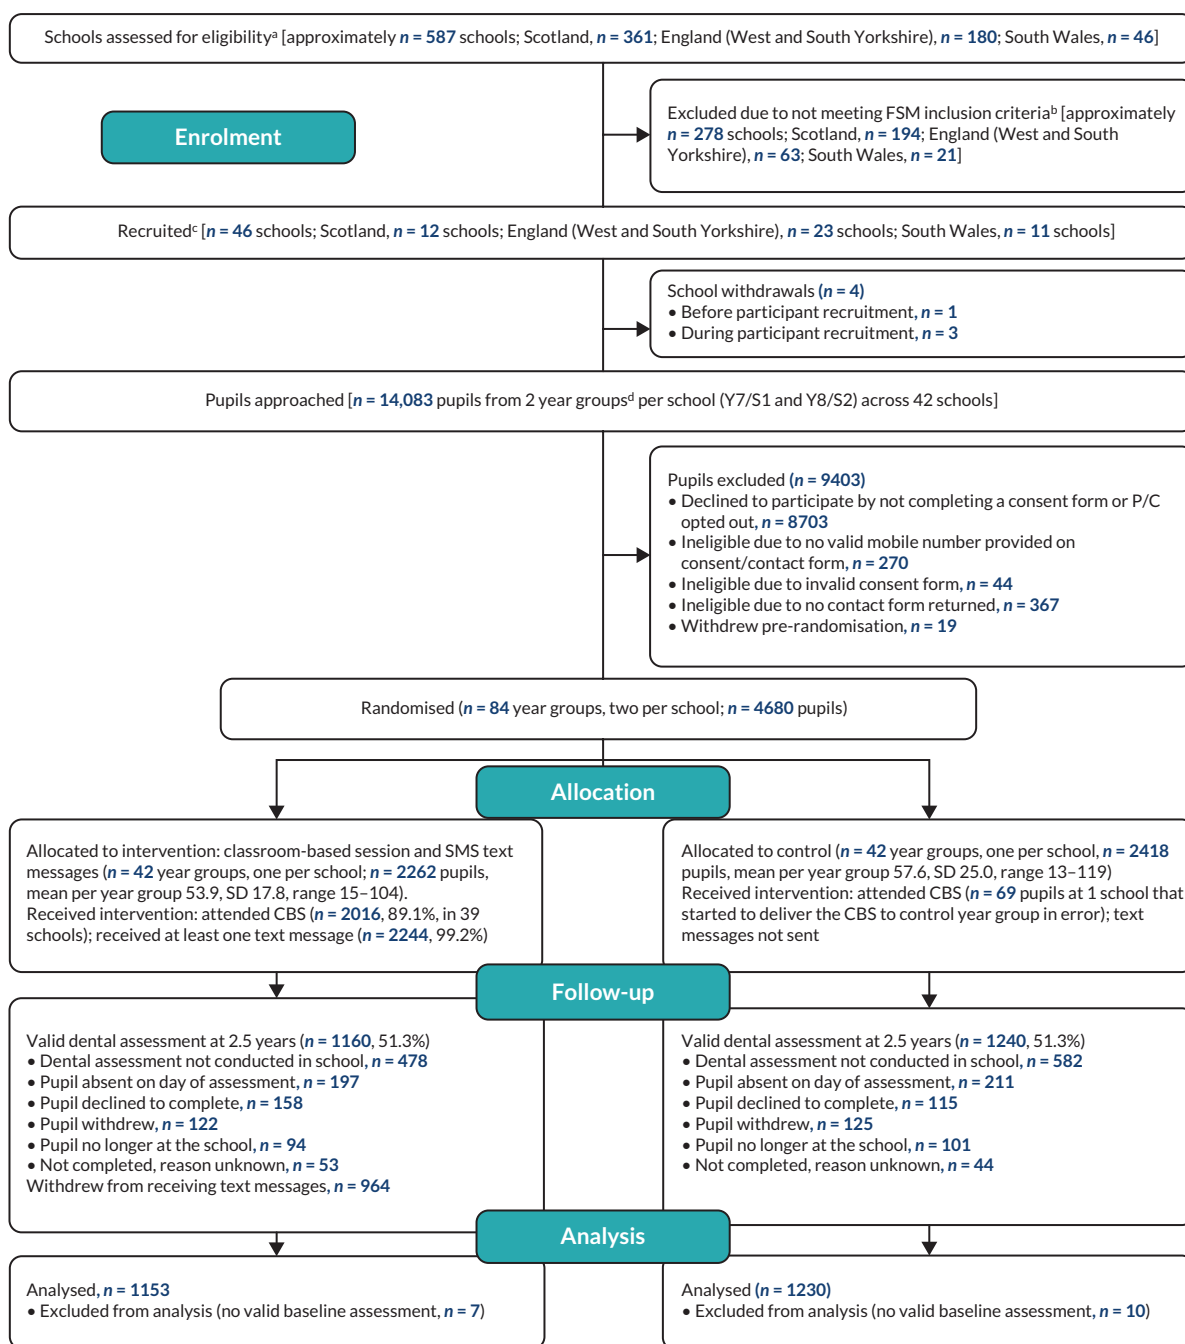 Schools assessed for eligibilityᵃ [approximately n = 587 schools; Scotland, n = 361; England (West and South Yorkshire), n = 180; South Wales, n = 46]
Enrolment
Excluded due to not meeting FSM inclusion criteriaᵇ [approximately
n = 278 schools; Scotland, n = 194; England (West and South
Yorkshire), n = 63; South Wales, n = 21]
Recruitedᶜ [n = 46 schools; Scotland, n = 12 schools; England (West and South Yorkshire), n = 23 schools; South Wales, n = 11 schools]
School withdrawals (n = 4)
• Before participant recruitment, n = 1
• During participant recruitment, n = 3
Pupils approached [n = 14,083 pupils from 2 year groupsᵈ per school (Y7/S1 and Y8/S2) across 42 schools]
Pupils excluded (n = 9403)
• Declined to participate by not completing a consent form or P/C
opted out, n = 8703
• Ineligible due to no valid mobile number provided on
consent/contact form, n = 270
• Ineligible due to invalid consent form, n = 44
• Ineligible due to no contact form returned, n = 367
• Withdrew pre-randomisation, n = 19
Randomised (n = 84 year groups, two per school; n = 4680 pupils)
Allocation
Allocated to intervention: classroom-based session and SMS text
messages (n = 42 year groups, one per school; n = 2262 pupils,
mean per year group 53.9, SD 17.8, range 15–104).
Received intervention: attended CBS (n = 2016, 89.1%, in 39
schools); received at least one text message (n = 2244, 99.2%)
Allocated to control (n = 42 year groups, one per school, n = 2418
pupils, mean per year group 57.6, SD 25.0, range 13–119)
Received intervention: attended CBS (n = 69 pupils at 1 school that
started to deliver the CBS to control year group in error); text
messages not sent
Follow-up
Valid dental assessment at 2.5 years (n = 1160, 51.3%)
• Dental assessment not conducted in school, n = 478
• Pupil absent on day of assessment, n = 197
• Pupil declined to complete, n = 158
• Pupil withdrew, n = 122
• Pupil no longer at the school, n = 94
• Not completed, reason unknown, n = 53
Withdrew from receiving text messages, n = 964
Valid dental assessment at 2.5 years (n = 1240, 51.3%)
• Dental assessment not conducted in school, n = 582
• Pupil absent on day of assessment, n = 211
• Pupil declined to complete, n = 115
• Pupil withdrew, n = 125
• Pupil no longer at the school, n = 101
• Not completed, reason unknown, n = 44
Analysis
Analysed, n = 1153
• Excluded from analysis (no valid baseline assessment, n = 7)
Analysed (n = 1230)
• Excluded from analysis (no valid baseline assessment, n = 10)